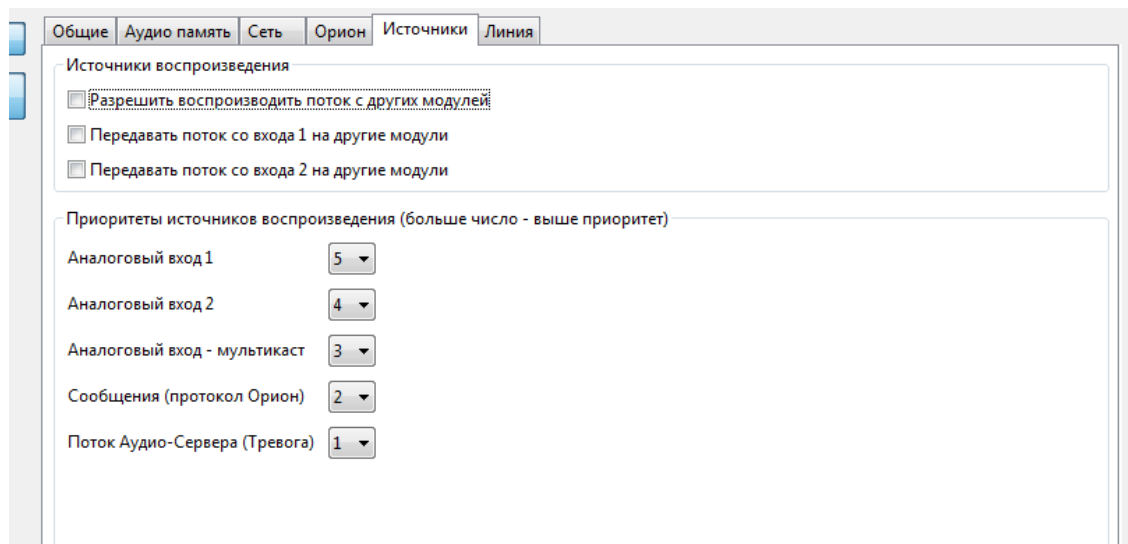 Общие Аудио память Сеть Орион Источники Линия
Источники воспроизведения
Разрешить воспроизводить поток с других модулей
Передавать поток со входа 1 на другие модули
Передавать поток со входа 2 на другие модули
Приоритеты источников воспроизведения (больше число - выше приоритет)
Аналоговый вход 1 5
Аналоговый вход 2 4
Аналоговый вход - мультикаст 3
Сообщения (протокол Орион) 2
Поток Аудио-Сервера (Тревога) 1